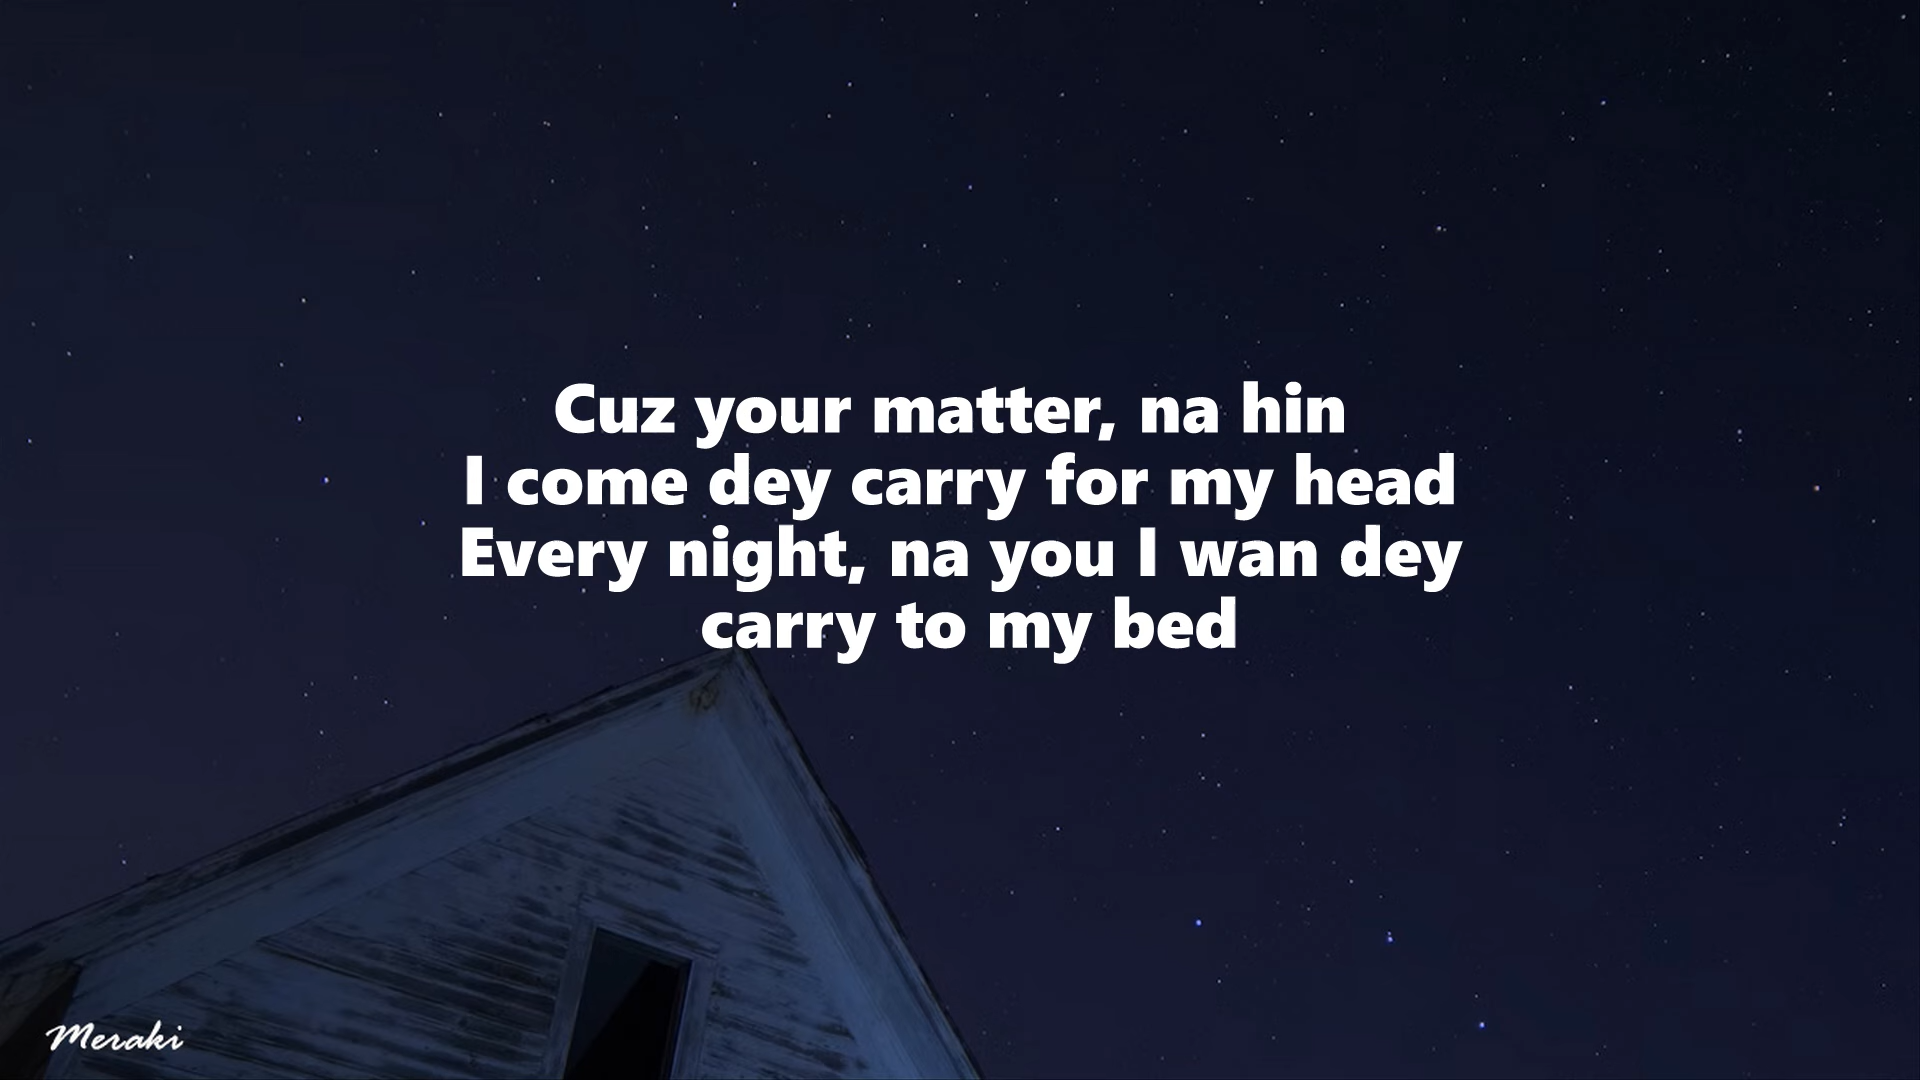 Cuz your matter, na hin
I come dey carry for my head
Every night, na you I wan dey
carry to my bed
Meraki